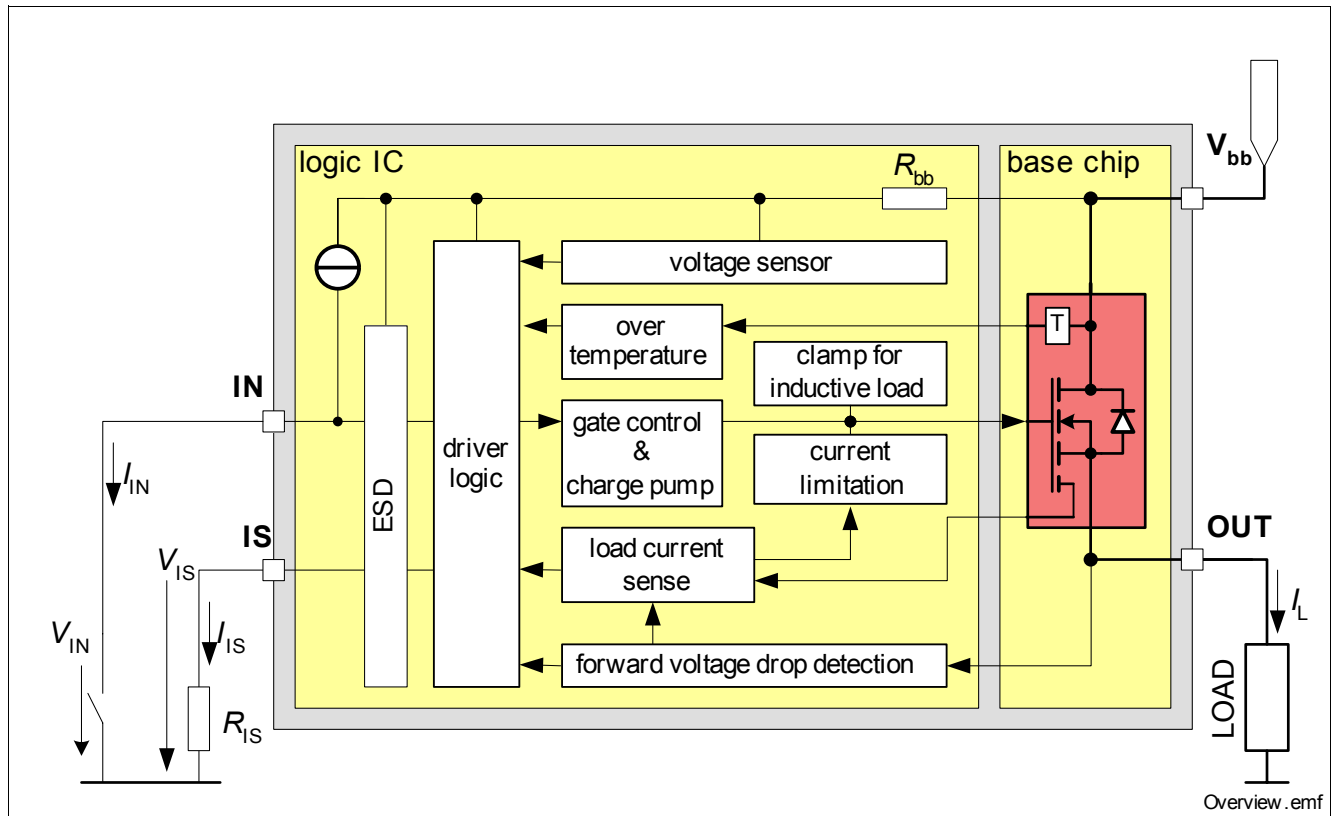 logic IC
R bb
base chip
V bb
voltage sensor
over
temperature
T
clamp for
inductive load
IN
gate control
&
charge pump
driver
logic
current
limitation
I IN
ESD
IS
OUT
load current
sense
V IS
I L
V IN
I IS
forward voltage drop detection
R IS
LOAD
Overview.emf